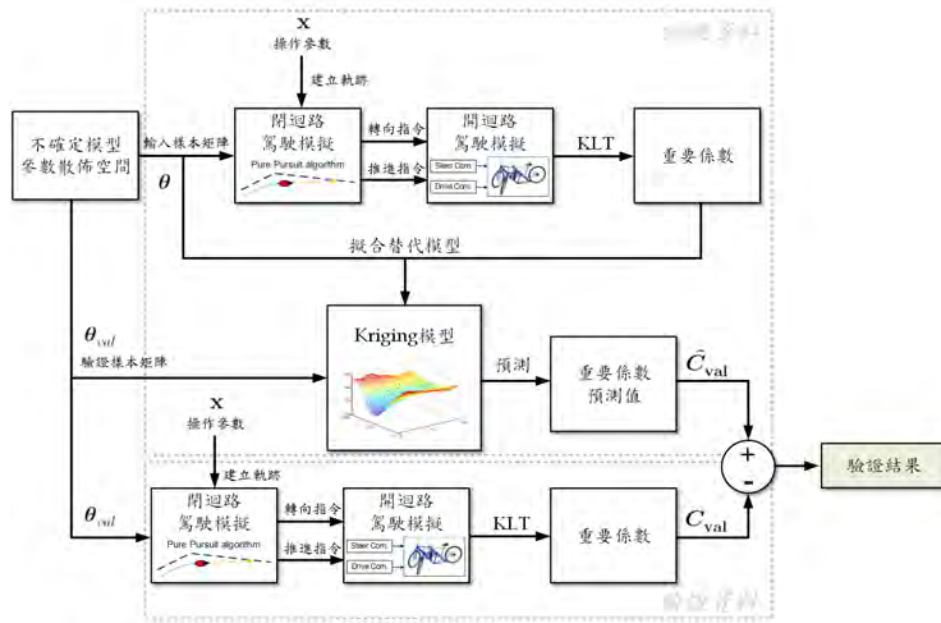 x
操作參數
建立軌跡
不確定模型
參數散佈空間
輸入樣本矩陣
θ
閉迴路
駕駛模擬
Pure Pursuit algorithm
轉向指令
推進指令
開迴路
駕駛模擬
Steer Com.
Drive Com.
KLT
重要係數
擬合替代模型
θval
驗證樣本矩陣
Kriging模型
預測
重要係數
預測值
Ĉval
x
操作參數
建立軌跡
θval
閉迴路
駕駛模擬
Pure Pursuit algorithm
轉向指令
推進指令
開迴路
駕駛模擬
Steer Com.
Drive Com.
KLT
重要係數
Cval
+
-
驗證結果
驗證資料